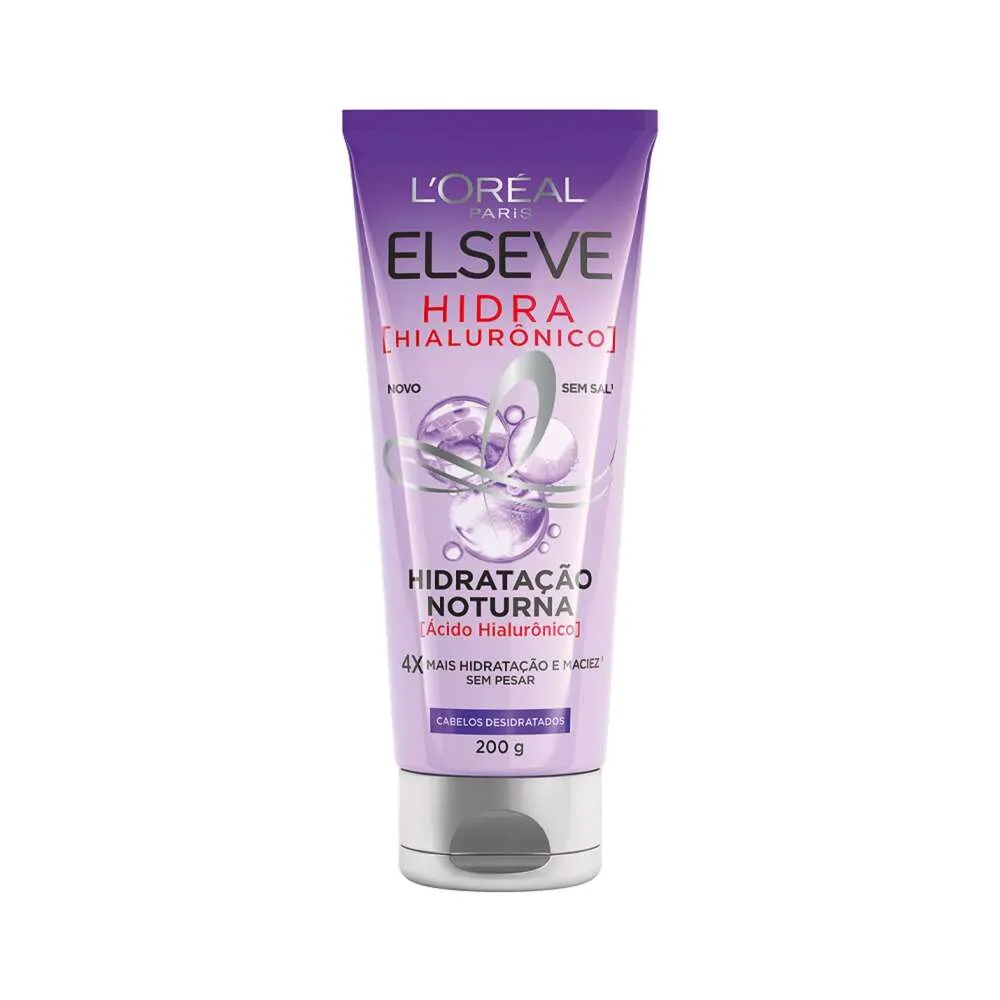 L'ORÉAL
PARIS
ELSEVE
HIDRA
[HIALURÔNICO]
NOVO
SEM SAL¹
HIDRATAÇÃO
NOTURNA
[Ácido Hialurônico]
4X MAIS HIDRATAÇÃO E MACIEZ¹
SEM PESAR
CABELOS DESIDRATADOS
200 g